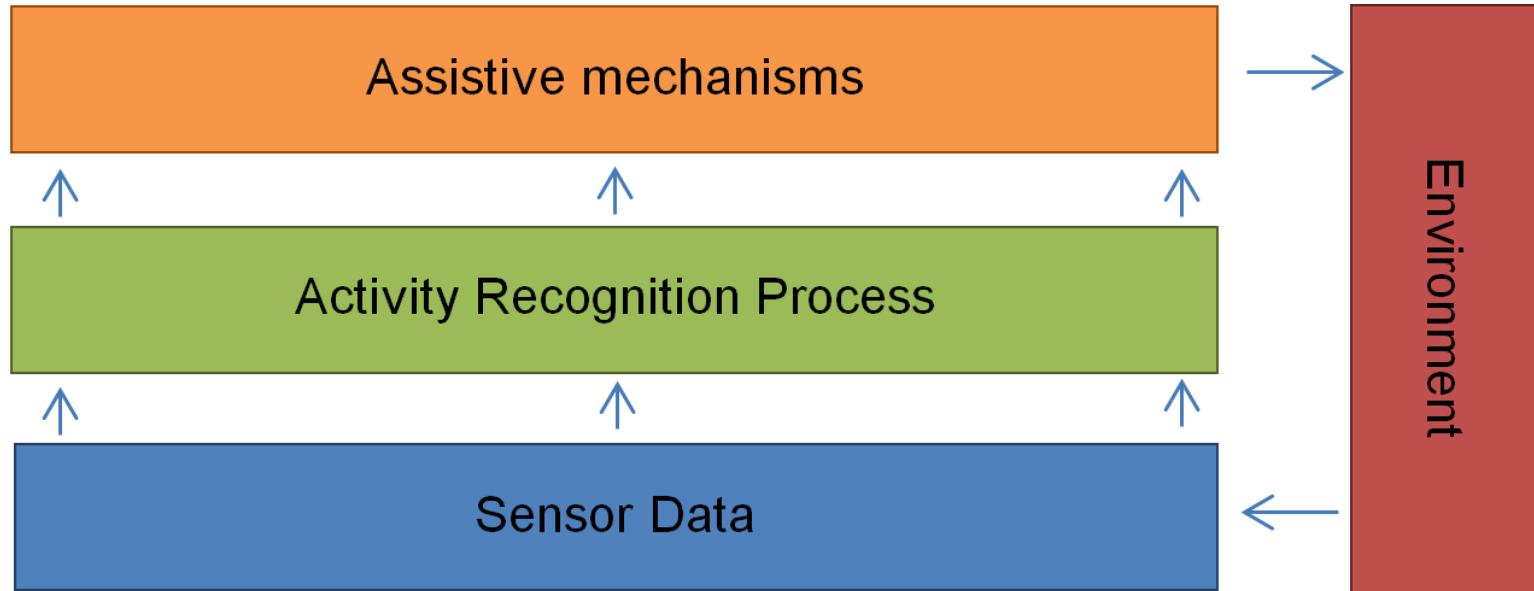 Assistive mechanisms
Activity Recognition Process
Sensor Data
Environment